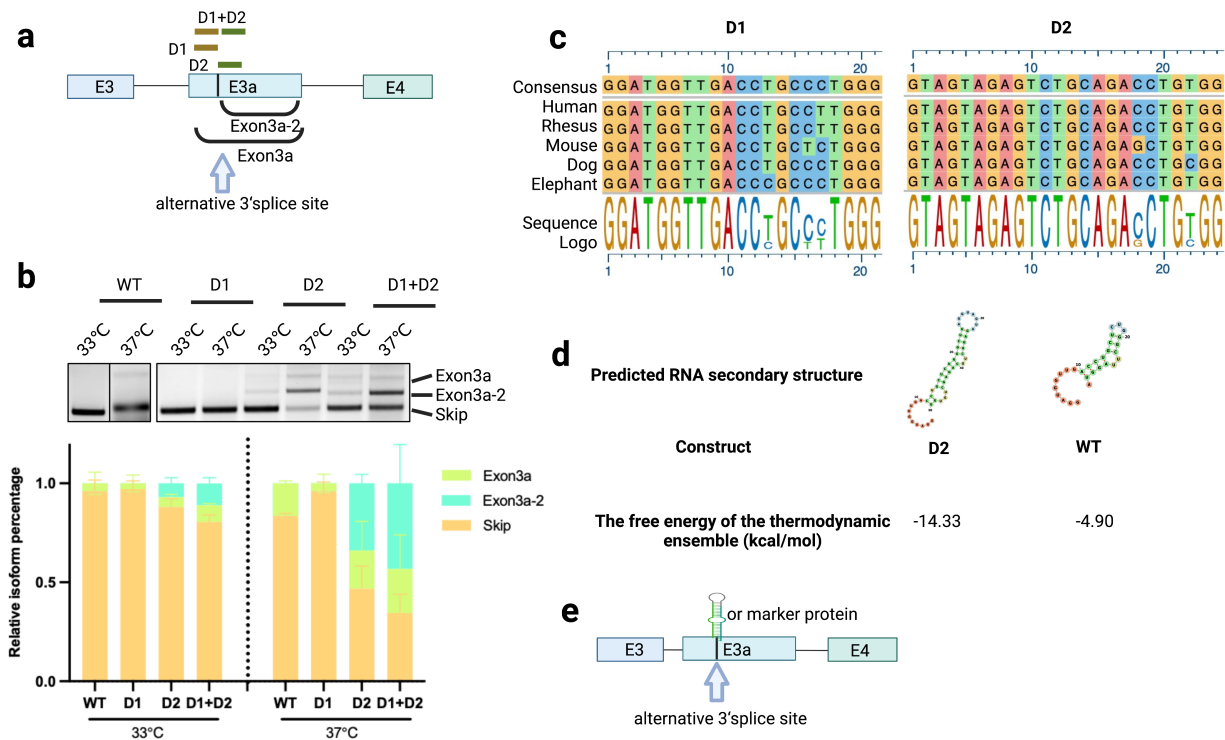 a
D1+D2
D1
D2
E3
E3a
E4
Exon3a-2
Exon3a
alternative 3‘splice site
b
WT
D1
D2
D1+D2
33°C
37°C
33°C
37°C
33°C
37°C
33°C
37°C
Exon3a
Exon3a-2
Skip
Relative isoform percentage
1.0
0.5
0.0
WT D1 D2 D1+D2
33°C
WT D1 D2 D1+D2
37°C
Exon3a
Exon3a-2
Skip
c
D1
D2
1 10 20
1 10 20
Consensus GGATGGTTGACCTGCCCTGGG GTAGTAGAGTCTGCAGACCTGTGG
Human GGATGGTTGACCTGCCTTGGG GTAGTAGAGTCTGCAGACCTGTGG
Rhesus GGATGGTTGACCTGCCTTGGG GTAGTAGAGTCTGCAGACCTGTGG
Mouse GGATGGTTGACCTGCTCTGGG GTAGTAGAGTCTGCAGAGCTGTGG
Dog GGATGGTTGACCTGCCCTGGG GTAGTAGAGTCTGCAGACCTGCGG
Elephant GGATGGTTGACCCGCCCTGGG GTAGTAGAGTCTGCAGACCTGTGG
Sequence
Logo
GGATGGTTGACCTGCCCTGGG GTAGTAGAGTCTGCAGACCTGTGG
C T T G C
1 10 20
1 10 20
d
Predicted RNA secondary structure
Construct D2 WT
The free energy of the thermodynamic
ensemble (kcal/mol)
-14.33 -4.90
e
or marker protein
E3
E3a
E4
alternative 3‘splice site